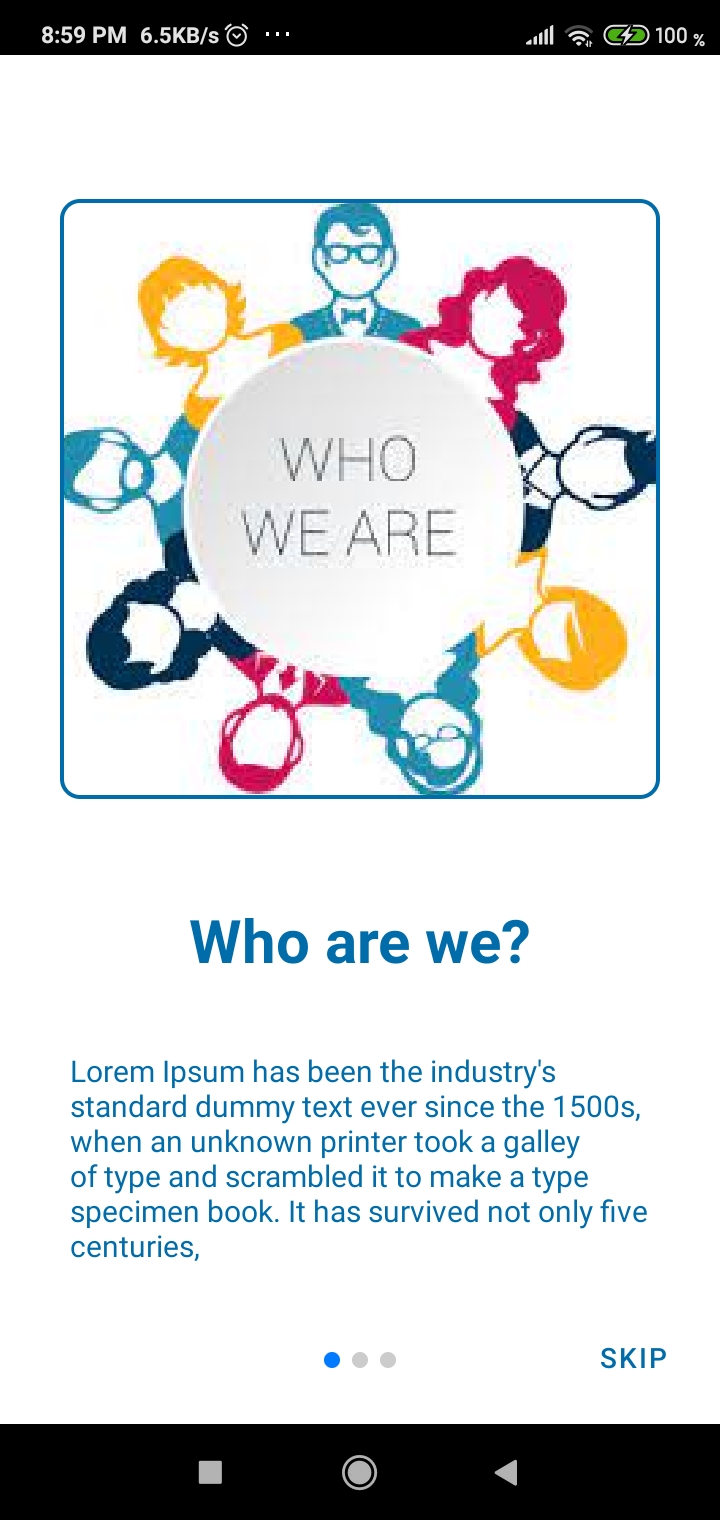 8:59 PM 6.5KB/s ... 100 %
WHO
WE ARE
Who are we?
Lorem Ipsum has been the industry's
standard dummy text ever since the 1500s,
when an unknown printer took a galley
of type and scrambled it to make a type
specimen book. It has survived not only five
centuries,
SKIP